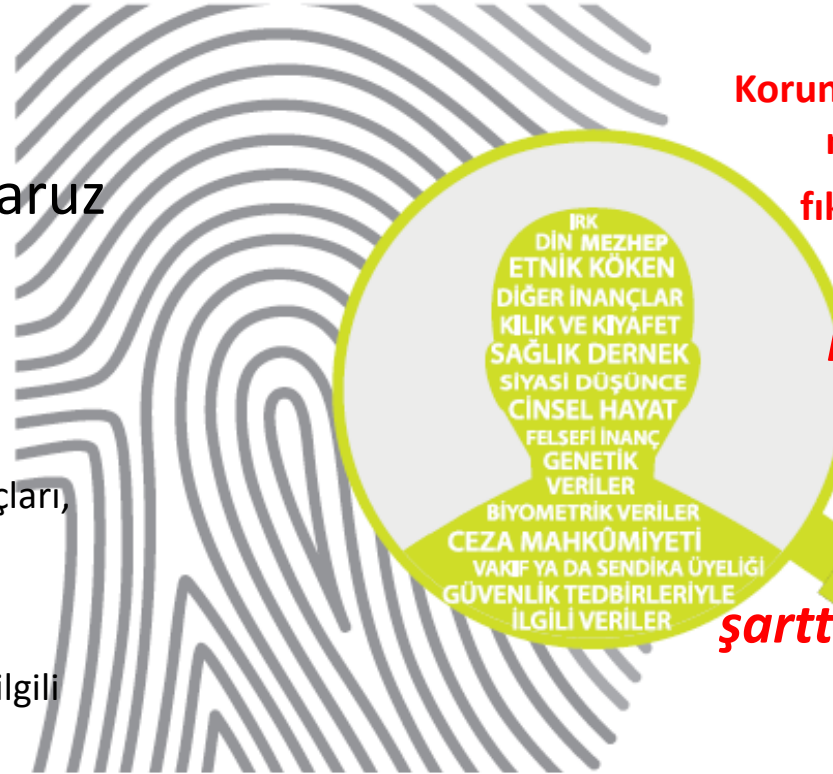 Korun
aruz
fık
IRK
DİN MEZHEP
ETNİK KÖKEN
DİĞER İNANÇLAR
KILIK VE KIYAFET
SAĞLIK DERNEK
SİYASİ DÜŞÜNCE
CİNSEL HAYAT
FELSEFİ İNANÇ
GENETİK
VERİLER
BİYOMETRİK VERİLER
CEZA MAHKÛMİYETİ
VAKIF YA DA SENDİKA ÜYELİĞİ
GÜVENLİK TEDBİRLERİYLE
İLGİLİ VERİLER
çları,
şartt
ilgili